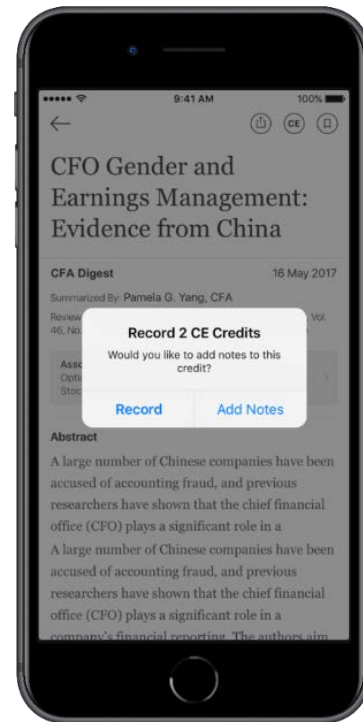 9:41 AM
100%
CE
CFO Gender and
Earnings Management:
Evidence from China
CFA Digest
16 May 2017
Summarized By: Pamela G. Yang, CFA
Review
Vol
46, No.
Record 2 CE Credits
Would you like to add notes to this
credit?
Record
Add Notes
Abstract
A large number of Chinese companies have been
accused of accounting fraud, and previous
researchers have shown that the chief financial
office (CFO) plays a significant role in a
A large number of Chinese companies have been
accused of accounting fraud, and previous
researchers have shown that the chief financial
office (CFO) plays a significant role in a
company's financial reporting. The authors aim